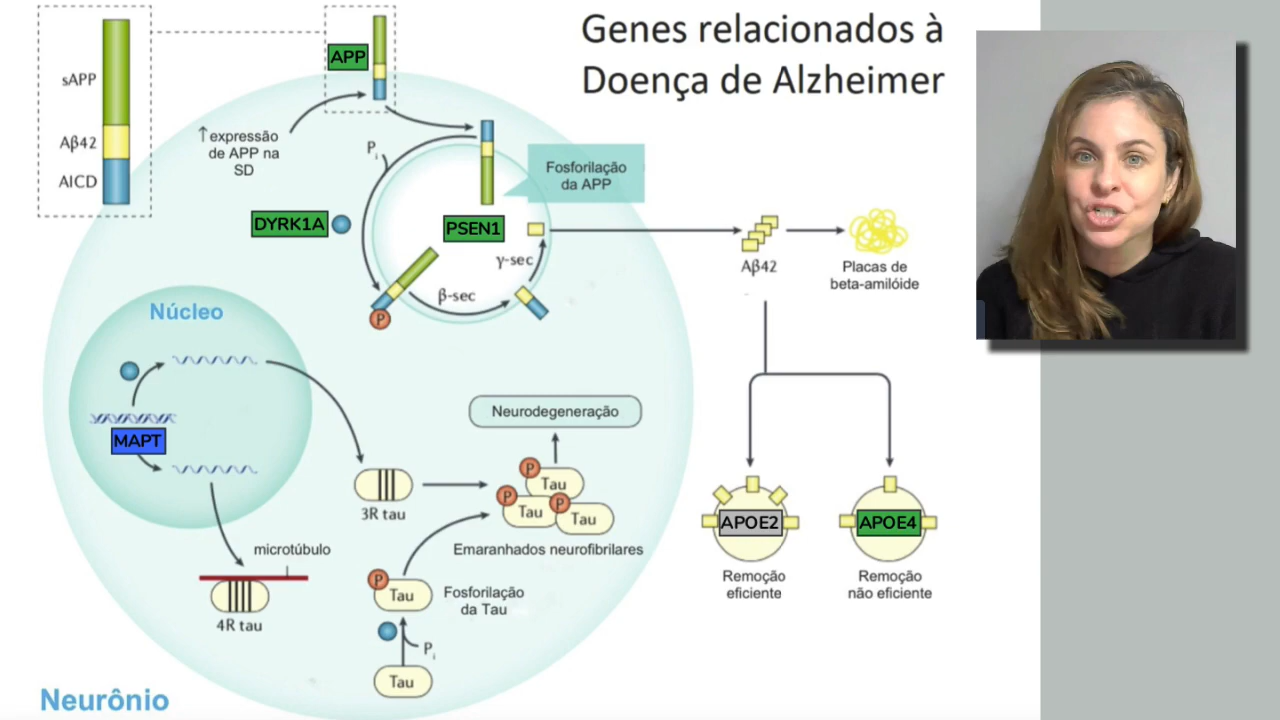 Genes relacionados à
Doença de Alzheimer
sAPP
Aβ42
AICD
APP
↑expressão
de APP na
SD
Pi
Fosforilação
da APP
DYRK1A
PSEN1
γ-sec
β-sec
P
Aβ42
Placas de
beta-amilóide
Núcleo
MAPT
Neurodegeneração
3R tau
P
Tau
P
Tau
P
Tau
Emaranhados neurofibrilares
microtúbulo
4R tau
P
Tau
Fosforilação
da Tau
Pi
Tau
APOE2
Remoção
eficiente
APOE4
Remoção
não eficiente
Neurônio